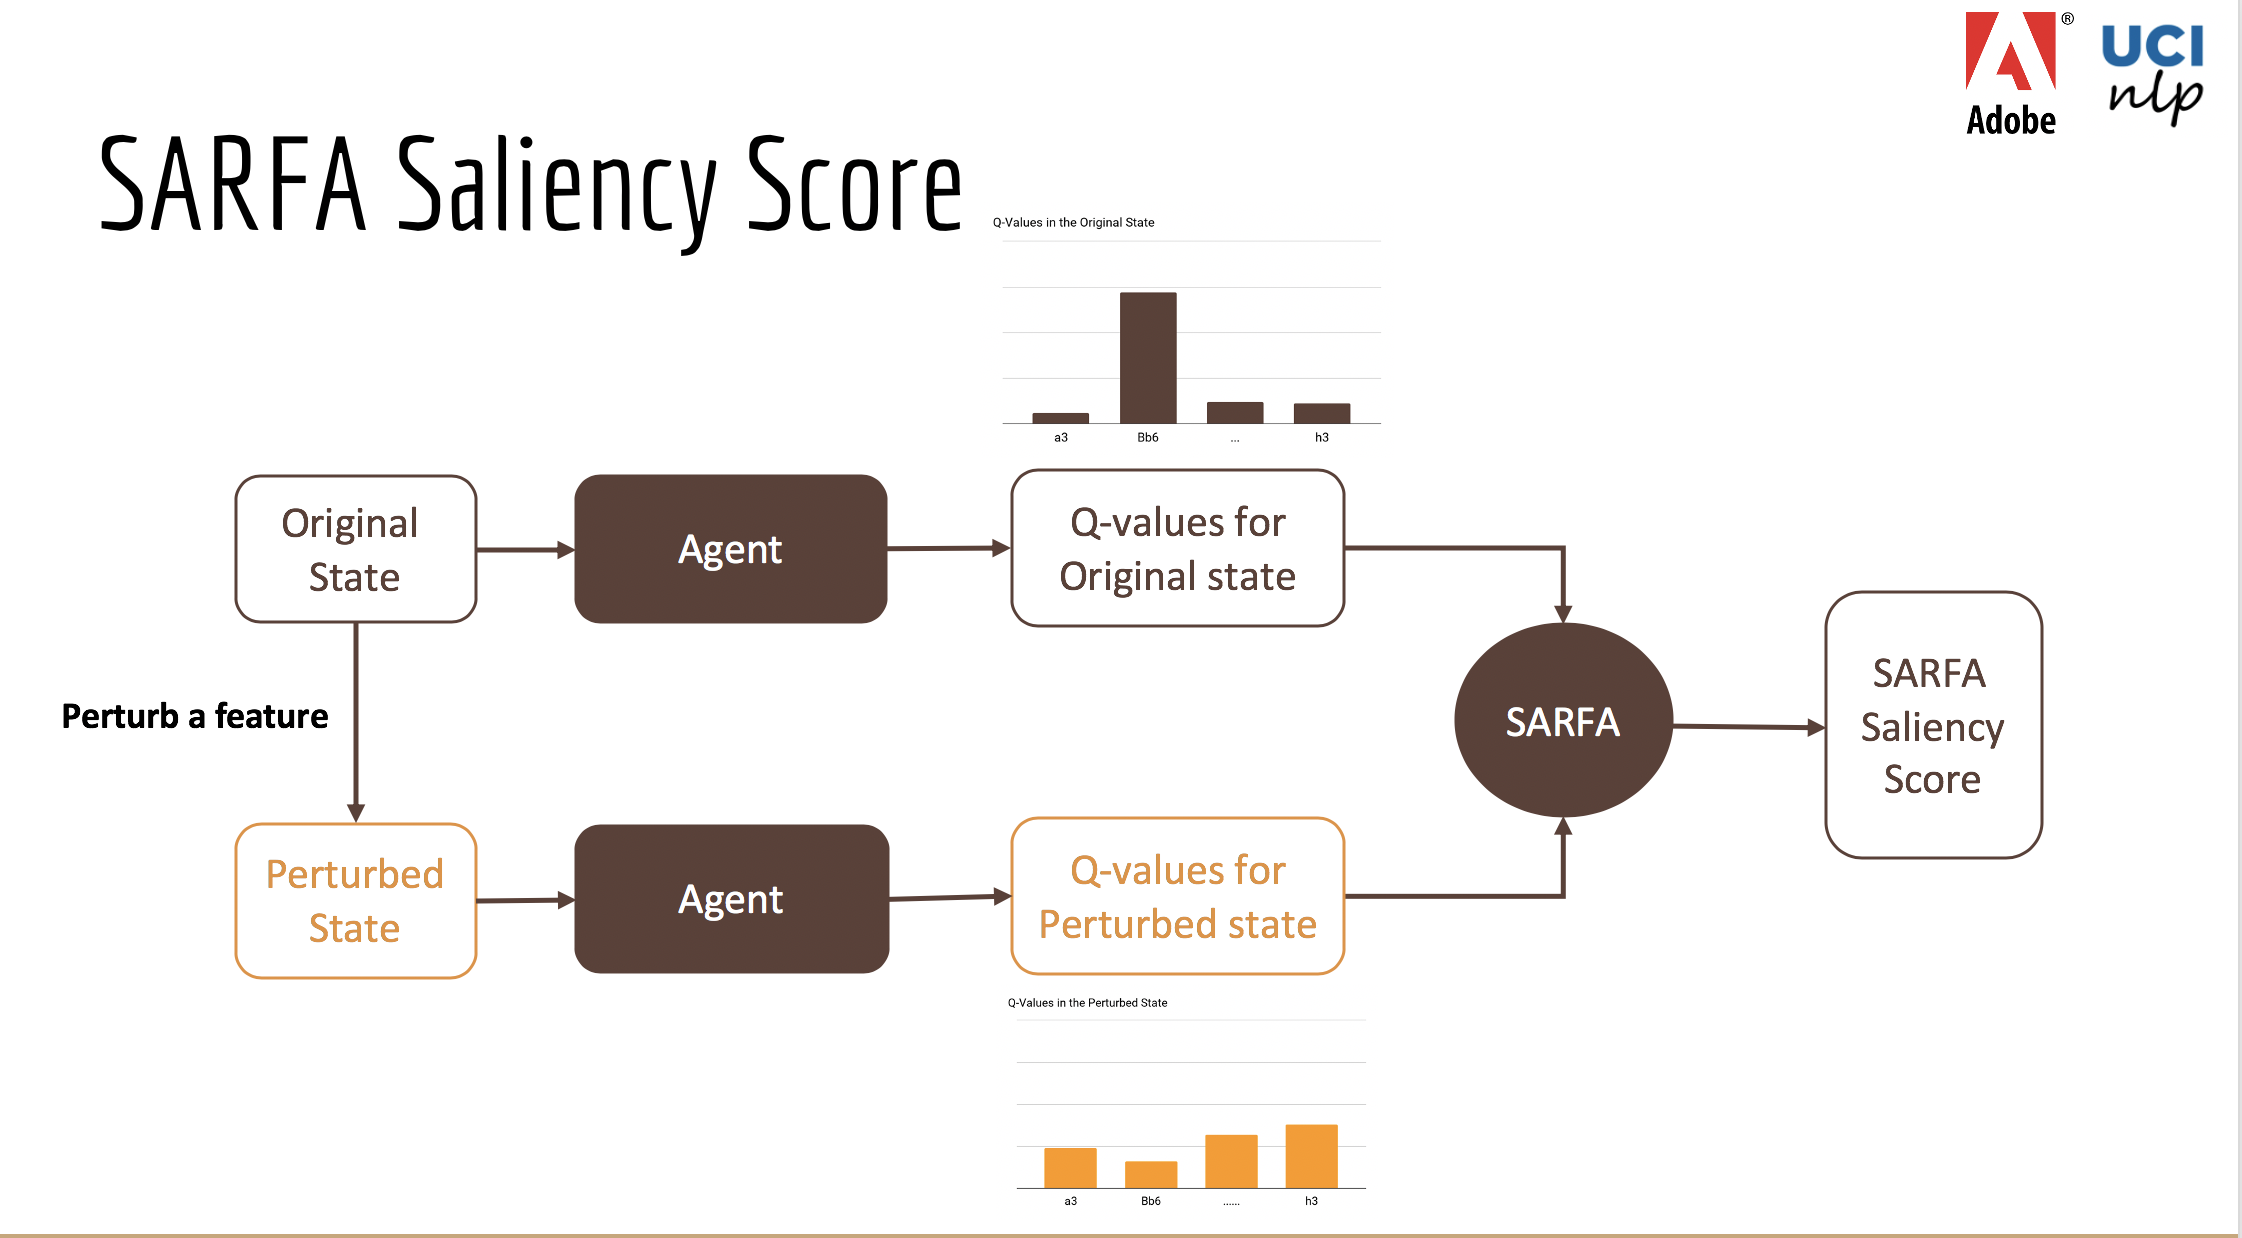 ®
Adobe
UCI
nlp
SARFA Saliency Score
Q-Values in the Original State
a3 Bb6 ... h3
Original
State
Agent
Q-values for
Original state
Perturb a feature
SARFA
SARFA
Saliency
Score
Perturbed
State
Agent
Q-values for
Perturbed state
Q-Values in the Perturbed State
a3 Bb6 ...... h3